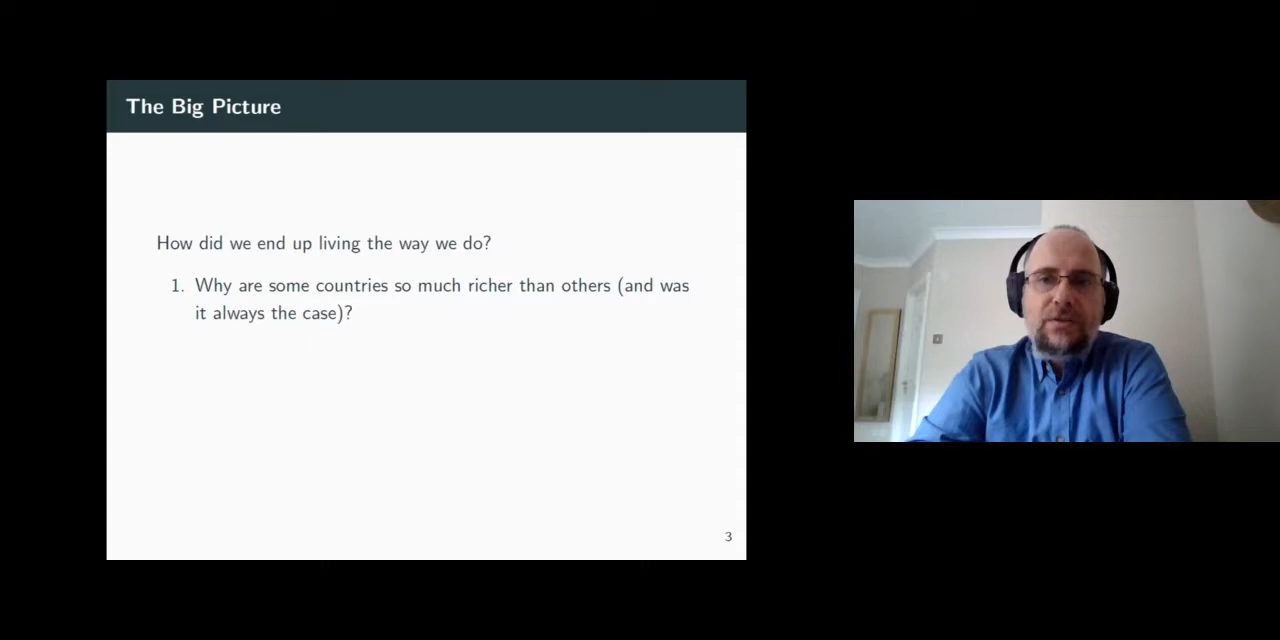 The Big Picture
How did we end up living the way we do?
1. Why are some countries so much richer than others (and was
it always the case)?
3